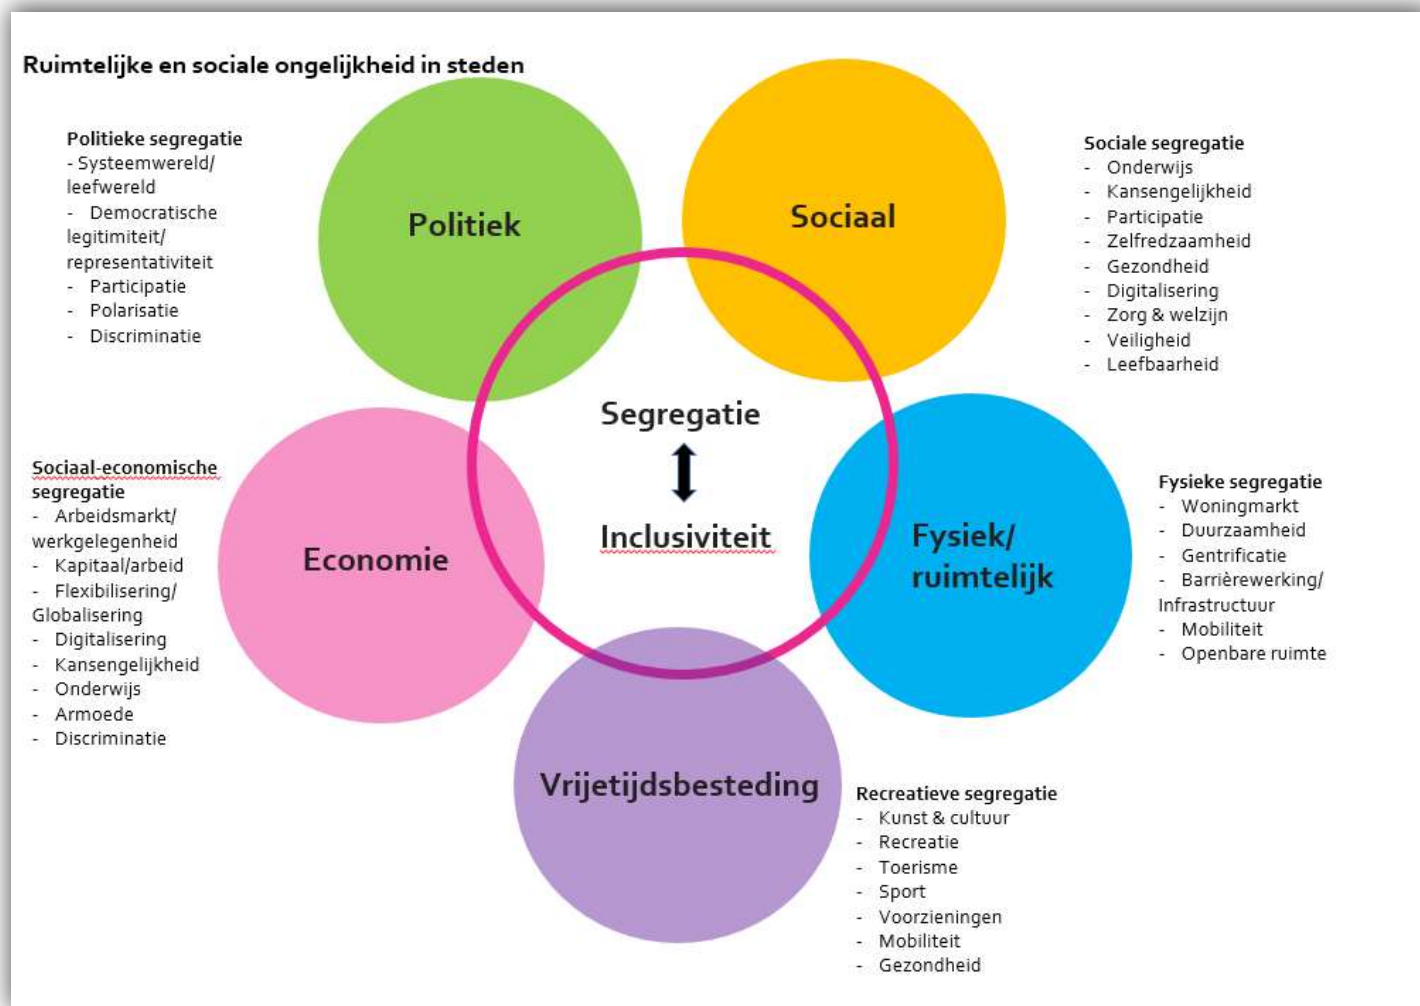 Ruimtelijke en sociale ongelijkheid in steden
Politieke segregatie
- Systeemwereld/
leefwereld
- Democratische
legitimiteit/
representativiteit
- Participatie
- Polarisatie
- Discriminatie
Politiek
Sociaal
Sociale segregatie
- Onderwijs
- Kansengelijkheid
- Participatie
- Zelfredzaamheid
- Gezondheid
- Digitalisering
- Zorg & welzijn
- Veiligheid
- Leefbaarheid
Segregatie
Inclusiviteit
Sociaal-economische
segregatie
- Arbeidsmarkt/
werkgelegenheid
- Kapitaal/arbeid
- Flexibilisering/
Globalisering
- Digitalisering
- Kansengelijkheid
- Onderwijs
- Armoede
- Discriminatie
Economie
Fysiek/
ruimtelijk
Fysieke segregatie
- Woningmarkt
- Duurzaamheid
- Gentrificatie
- Barrièrewerking/
Infrastructuur
- Mobiliteit
- Openbare ruimte
Vrijetijdsbesteding
Recreatieve segregatie
- Kunst & cultuur
- Recreatie
- Toerisme
- Sport
- Voorzieningen
- Mobiliteit
- Gezondheid